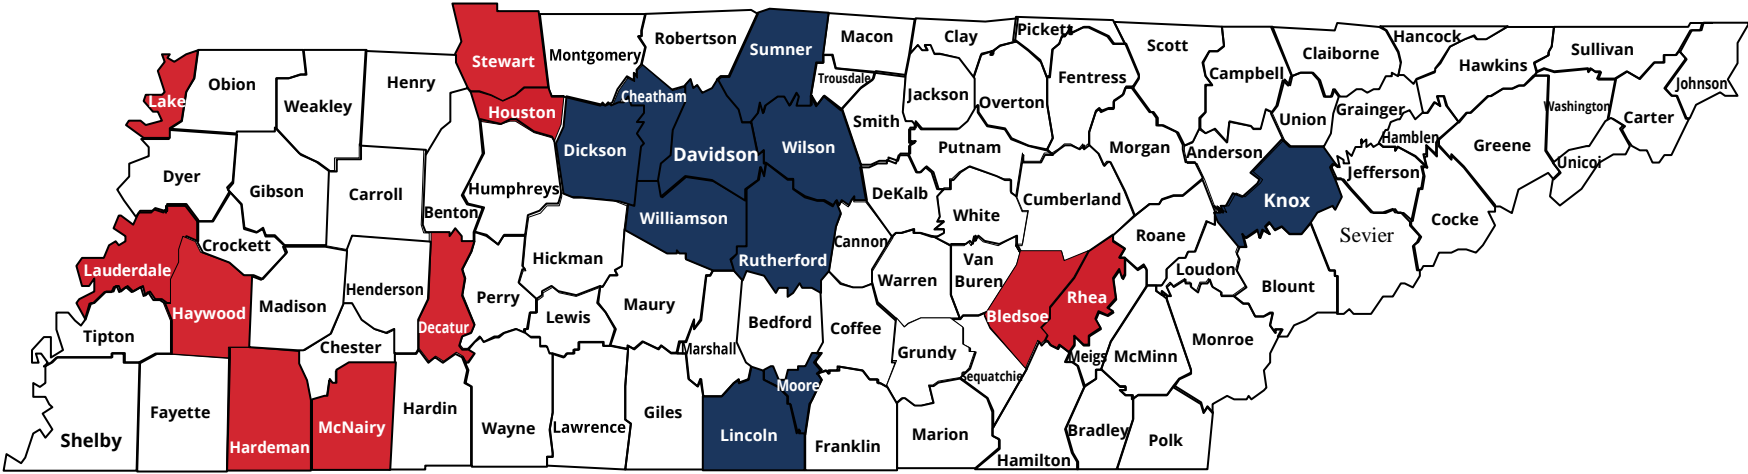 Lake
Obion
Weakley
Henry
Stewart
Houston
Montgomery
Robertson
Sumner
Macon
Clay
Pickett
Scott
Claiborne
Hancock
Hawkins
Sullivan
Johnson
Trousdale
Cheatham
Jackson
Overton
Fentress
Campbell
Union
Grainger
Hamblen
Washington
Carter
Dyer
Gibson
Carroll
Benton
Humphreys
Dickson
Davidson
Wilson
Smith
Putnam
Morgan
Anderson
Knox
Jefferson
Greene
Unicoi
Cocke
Sevier
Lauderdale
Crockett
Haywood
Madison
Henderson
Decatur
Perry
Hickman
Williamson
Rutherford
Cannon
DeKalb
White
Cumberland
Roane
Loudon
Blount
Tipton
Chester
Lewis
Maury
Marshall
Bedford
Coffee
Warren
Van
Buren
Bledsoe
Rhea
Meigs
McMinn
Monroe
Shelby
Fayette
Hardeman
McNairy
Hardin
Wayne
Lawrence
Giles
Lincoln
Moore
Franklin
Grundy
Sequatchie
Marion
Hamilton
Bradley
Polk